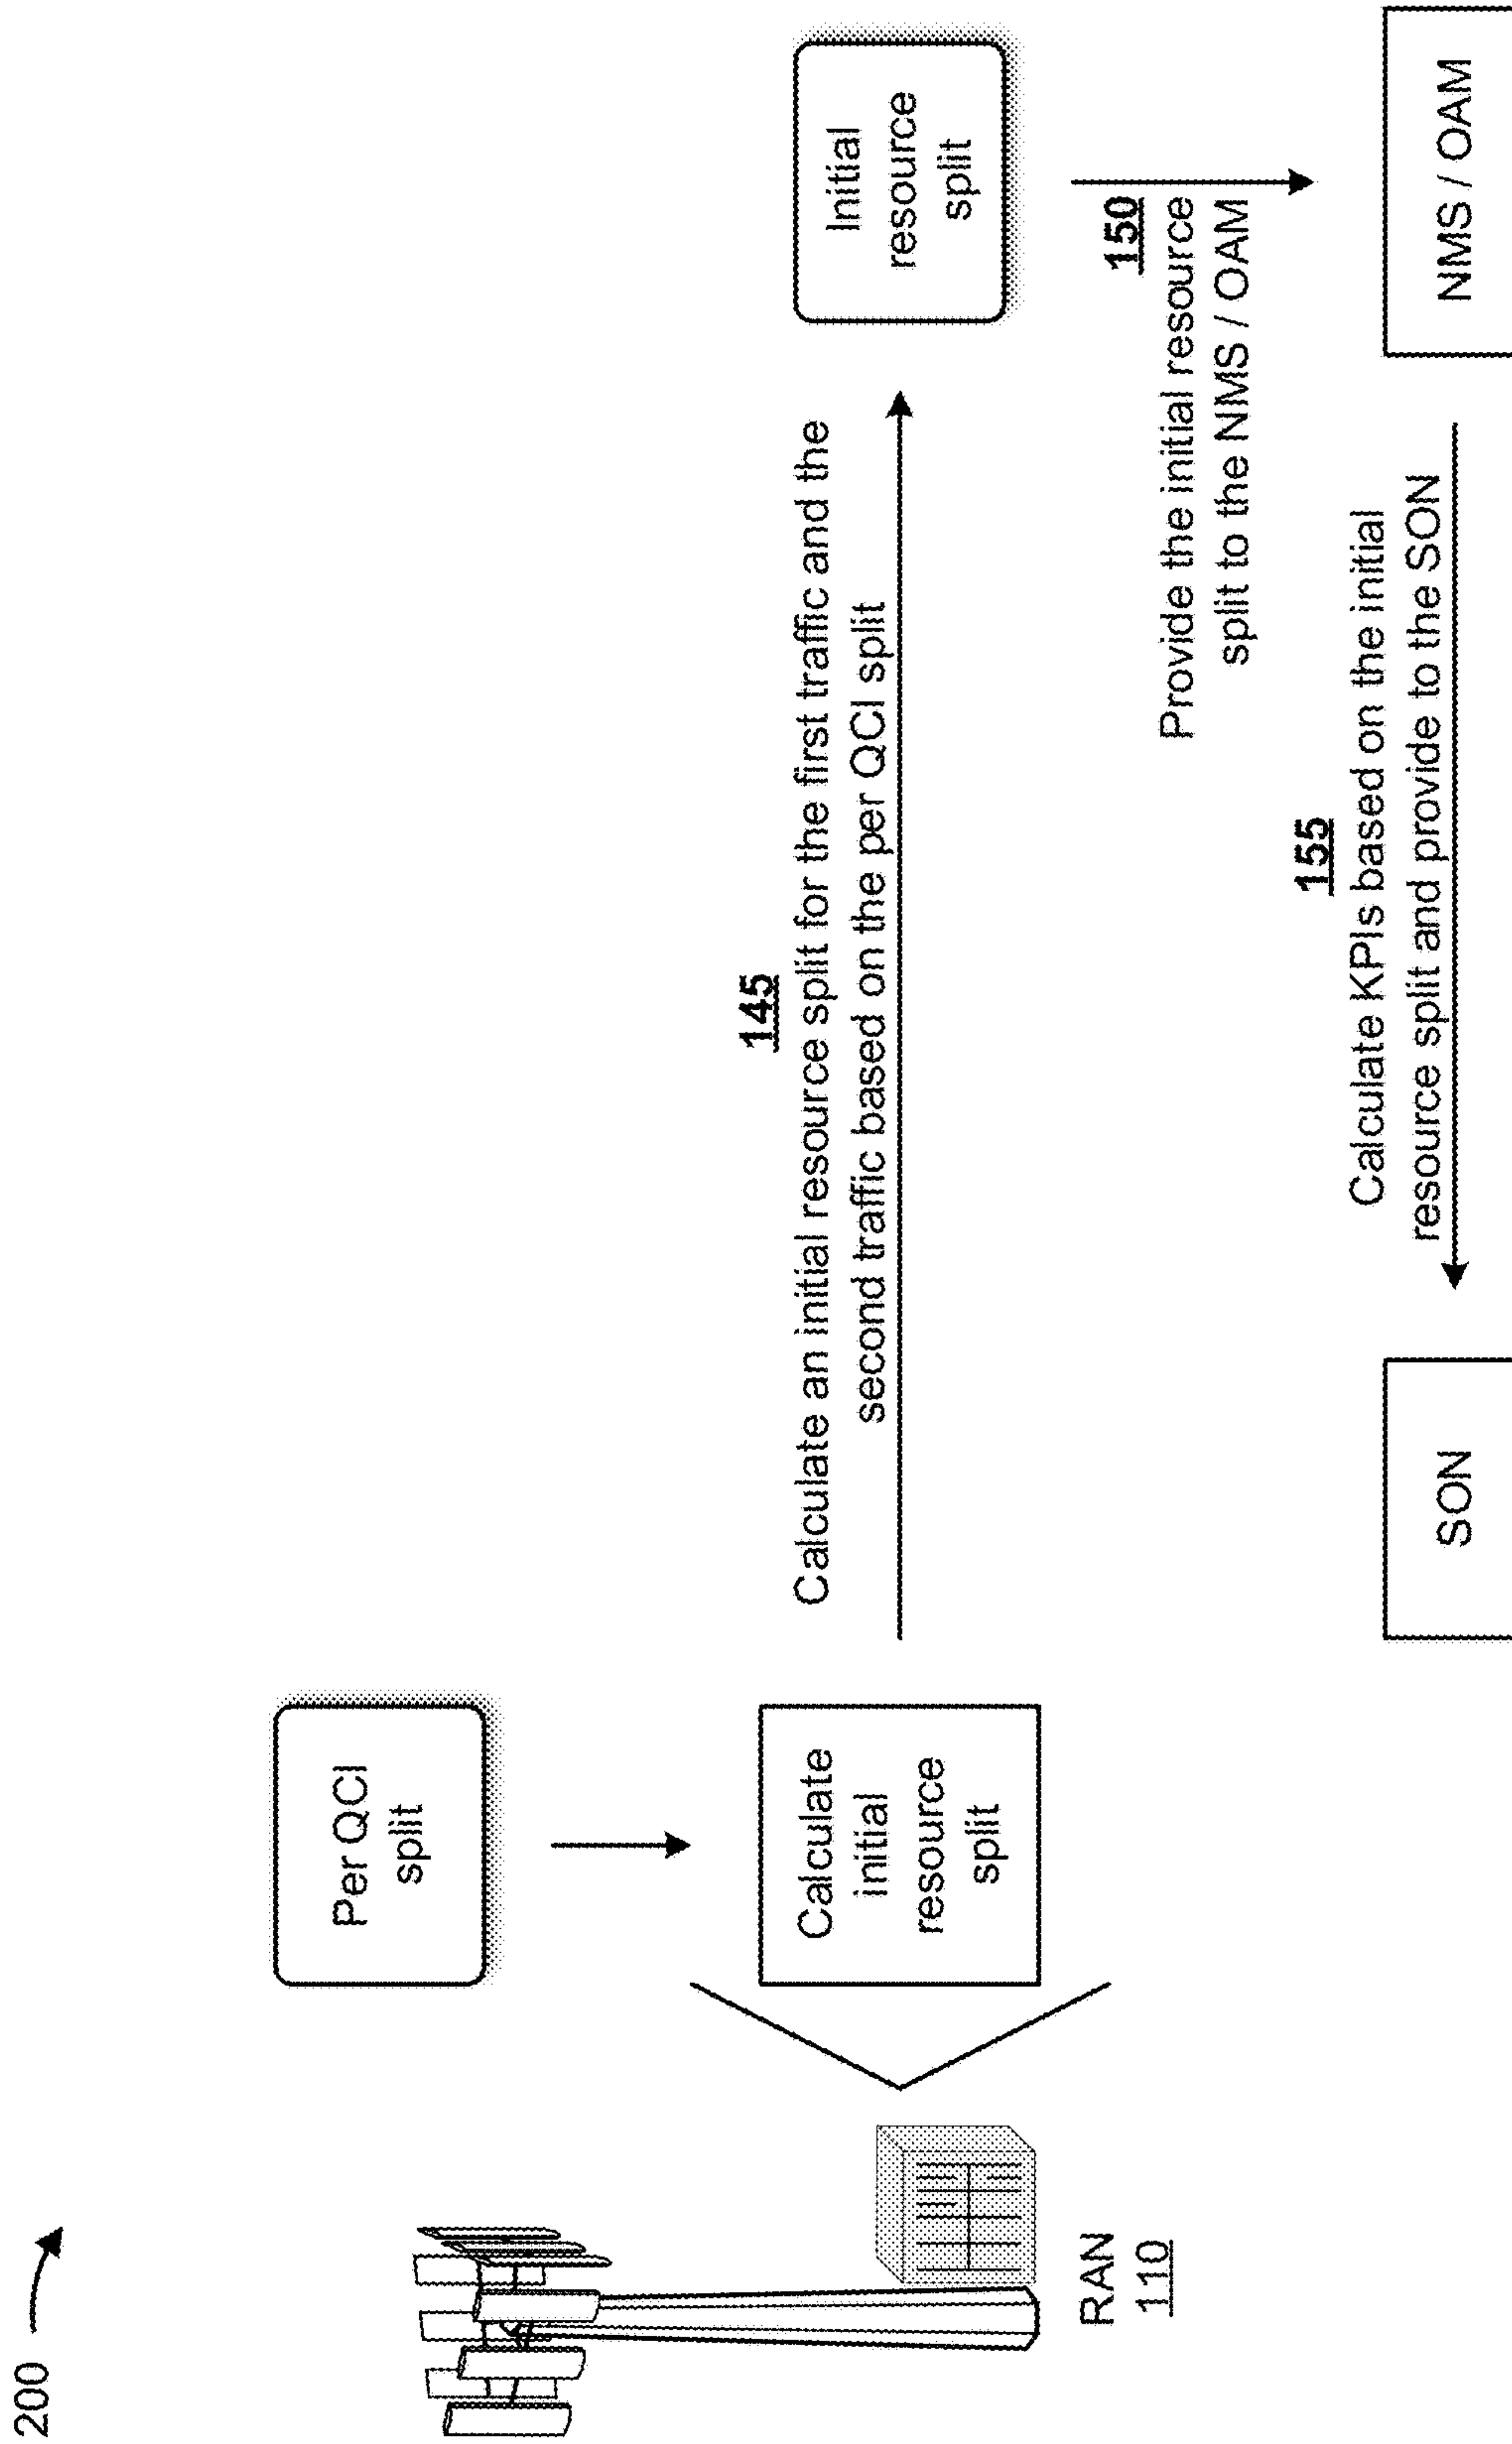 200
Per QCI
split
Calculate
initial
resource
split
RAN
110
145
Calculate an initial resource split for the first traffic and the
second traffic based on the per QCI split
Initial
resource
split
150
Provide the initial resource
split to the NMS / OAM
155
Calculate KPIs based on the initial
resource split and provide to the SON
SON
NMS / OAM